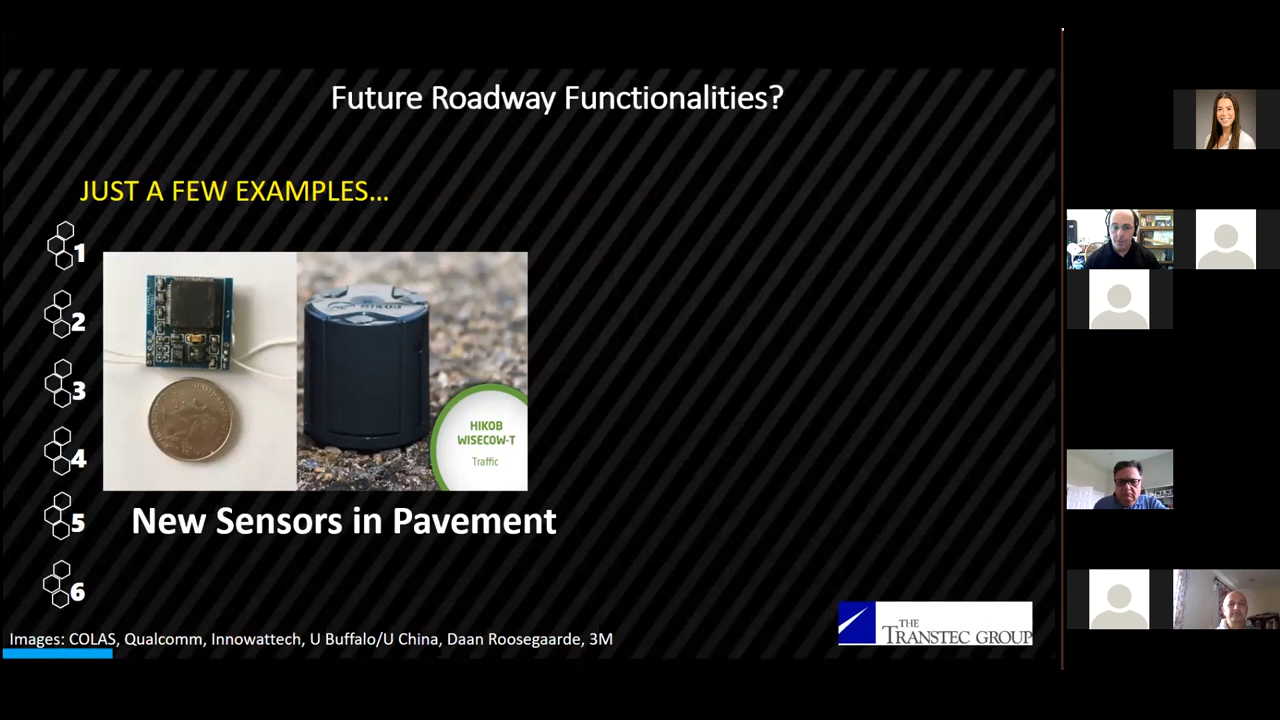 Future Roadway Functionalities?
JUST A FEW EXAMPLES...
1
2
3
4
5
6
HIKOB
WISECOW-T
Traffic
New Sensors in Pavement
Images: COLAS, Qualcomm, Innowattech, U Buffalo/U China, Daan Roosegaarde, 3M
THE
TRANSTEC GROUP